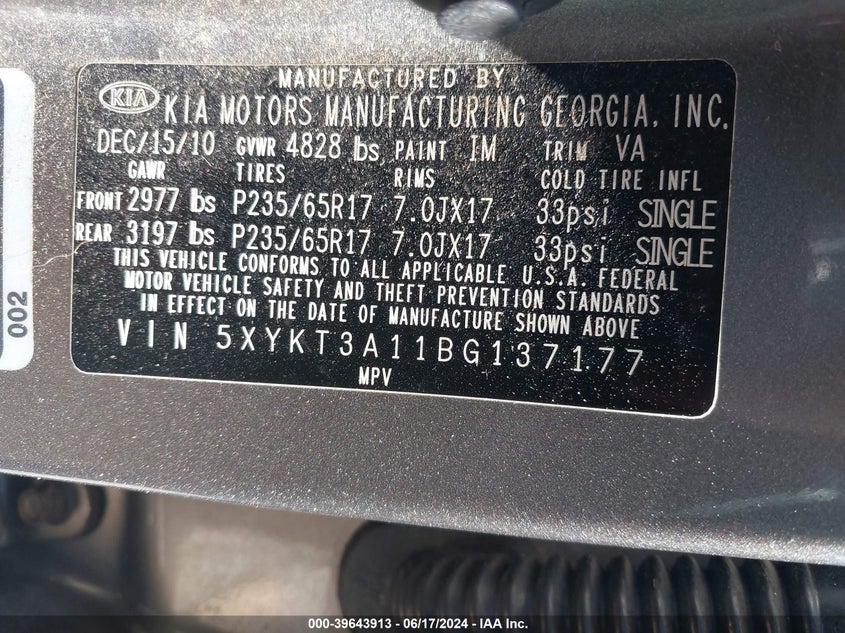 MANUFACTURED BY
KIA KIA MOTORS MANUFACTURING GEORGIA, INC.
DEC/15/10 GVWR 4828 lbs PAINT IM TRIM VA
GAWR TIRES RIMS COLD TIRE INFL
FRONT 2977 lbs P235/65R17 7.0JX17 33psi SINGLE
REAR 3197 lbs P235/65R17 7.0JX17 33psi SINGLE
THIS VEHICLE CONFORMS TO ALL APPLICABLE U.S.A. FEDERAL
MOTOR VEHICLE SAFETY AND THEFT PREVENTION STANDARDS
IN EFFECT ON THE DATE OF MANUFACTURE SHOWN ABOVE
VIN 5XYKT3A11BG137177
MPV
002
000-39643913 - 06/17/2024 - IAA Inc.